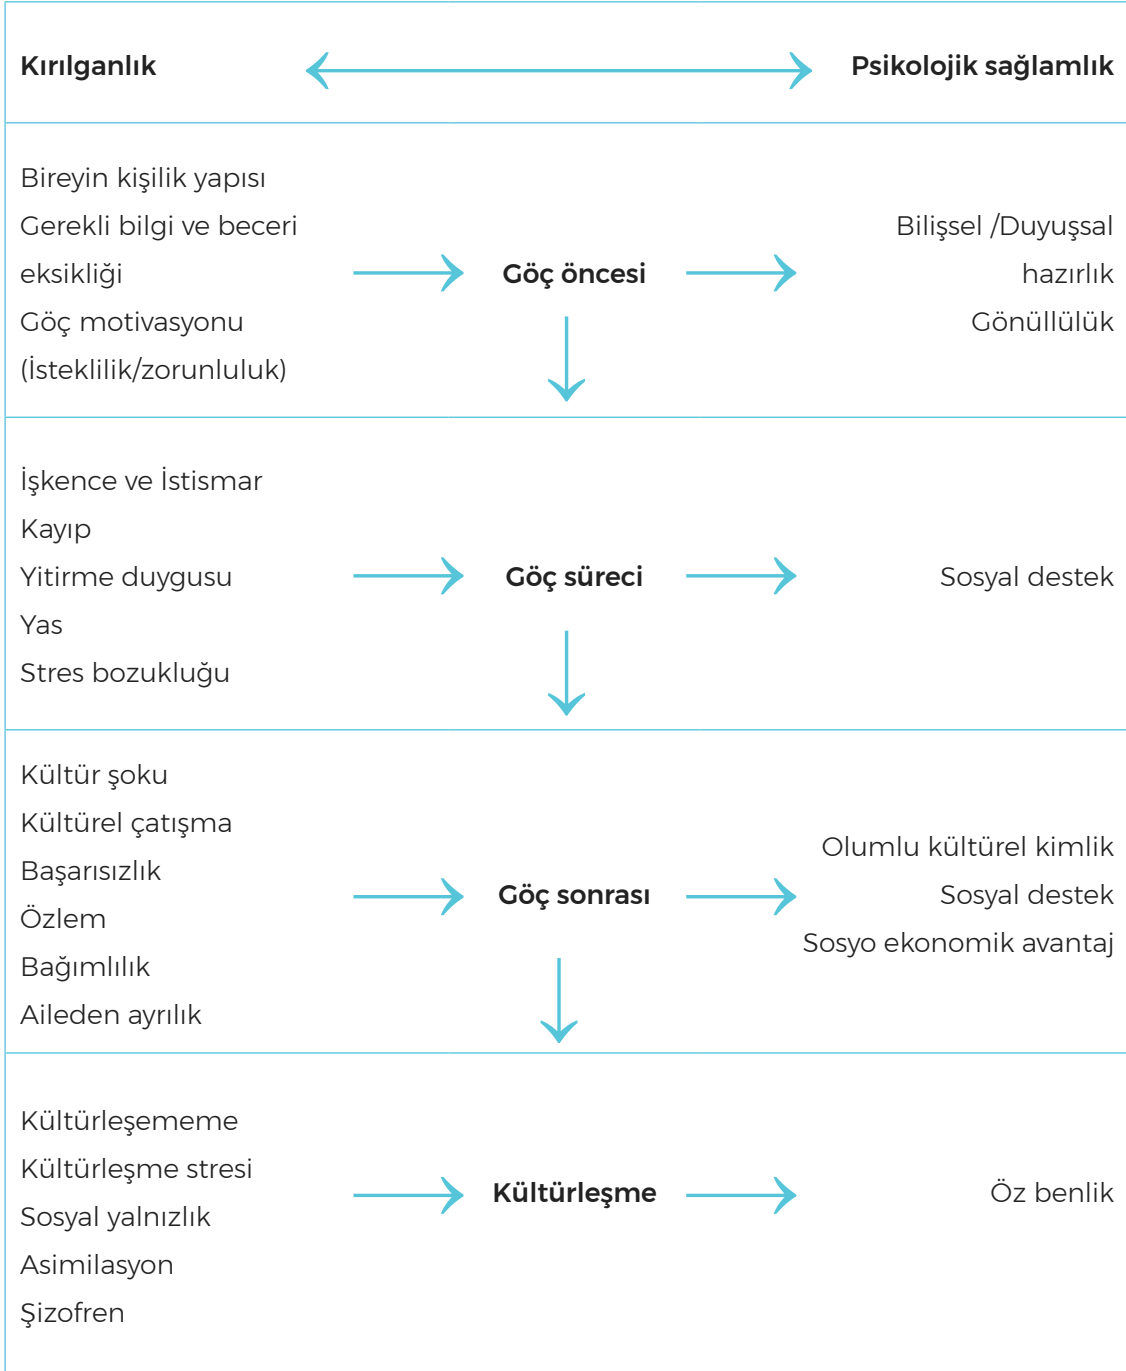 Kırılganlık
Psikolojik sağlamlık
Bireyin kişilik yapısı
Gerekli bilgi ve beceri
eksikliği
Göç motivasyonu
(İsteklilik/zorunluluk)
Göç öncesi
Bilişsel /Duyuşsal
hazırlık
Gönüllülük
İşkence ve İstismar
Kayıp
Yitirme duygusu
Yas
Stres bozukluğu
Göç süreci
Sosyal destek
Kültür şoku
Kültürel çatışma
Başarısızlık
Özlem
Bağımlılık
Aileden ayrılık
Göç sonrası
Olumlu kültürel kimlik
Sosyal destek
Sosyo ekonomik avantaj
Kültürleşememe
Kültürleşme stresi
Sosyal yalnızlık
Asimilasyon
Şizofren
Kültürleşme
Öz benlik